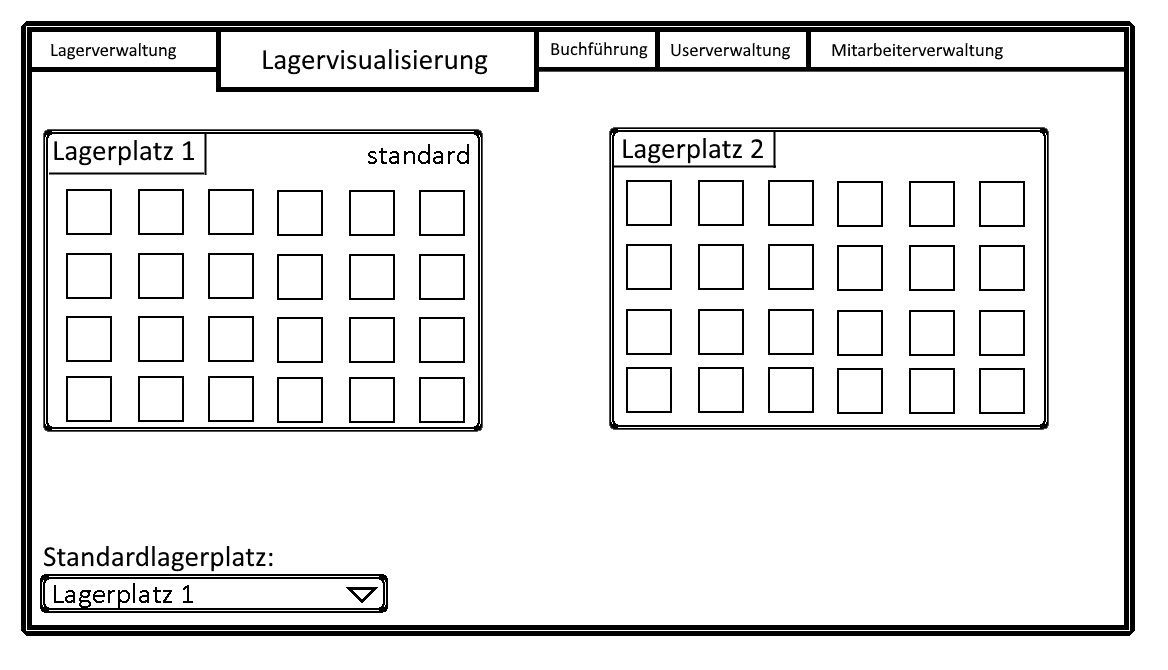 Lagerverwaltung
Lagervisualisierung
Buchführung
Userverwaltung
Mitarbeiterverwaltung
Lagerplatz 1
standard
Lagerplatz 2
Standardlagerplatz:
Lagerplatz 1